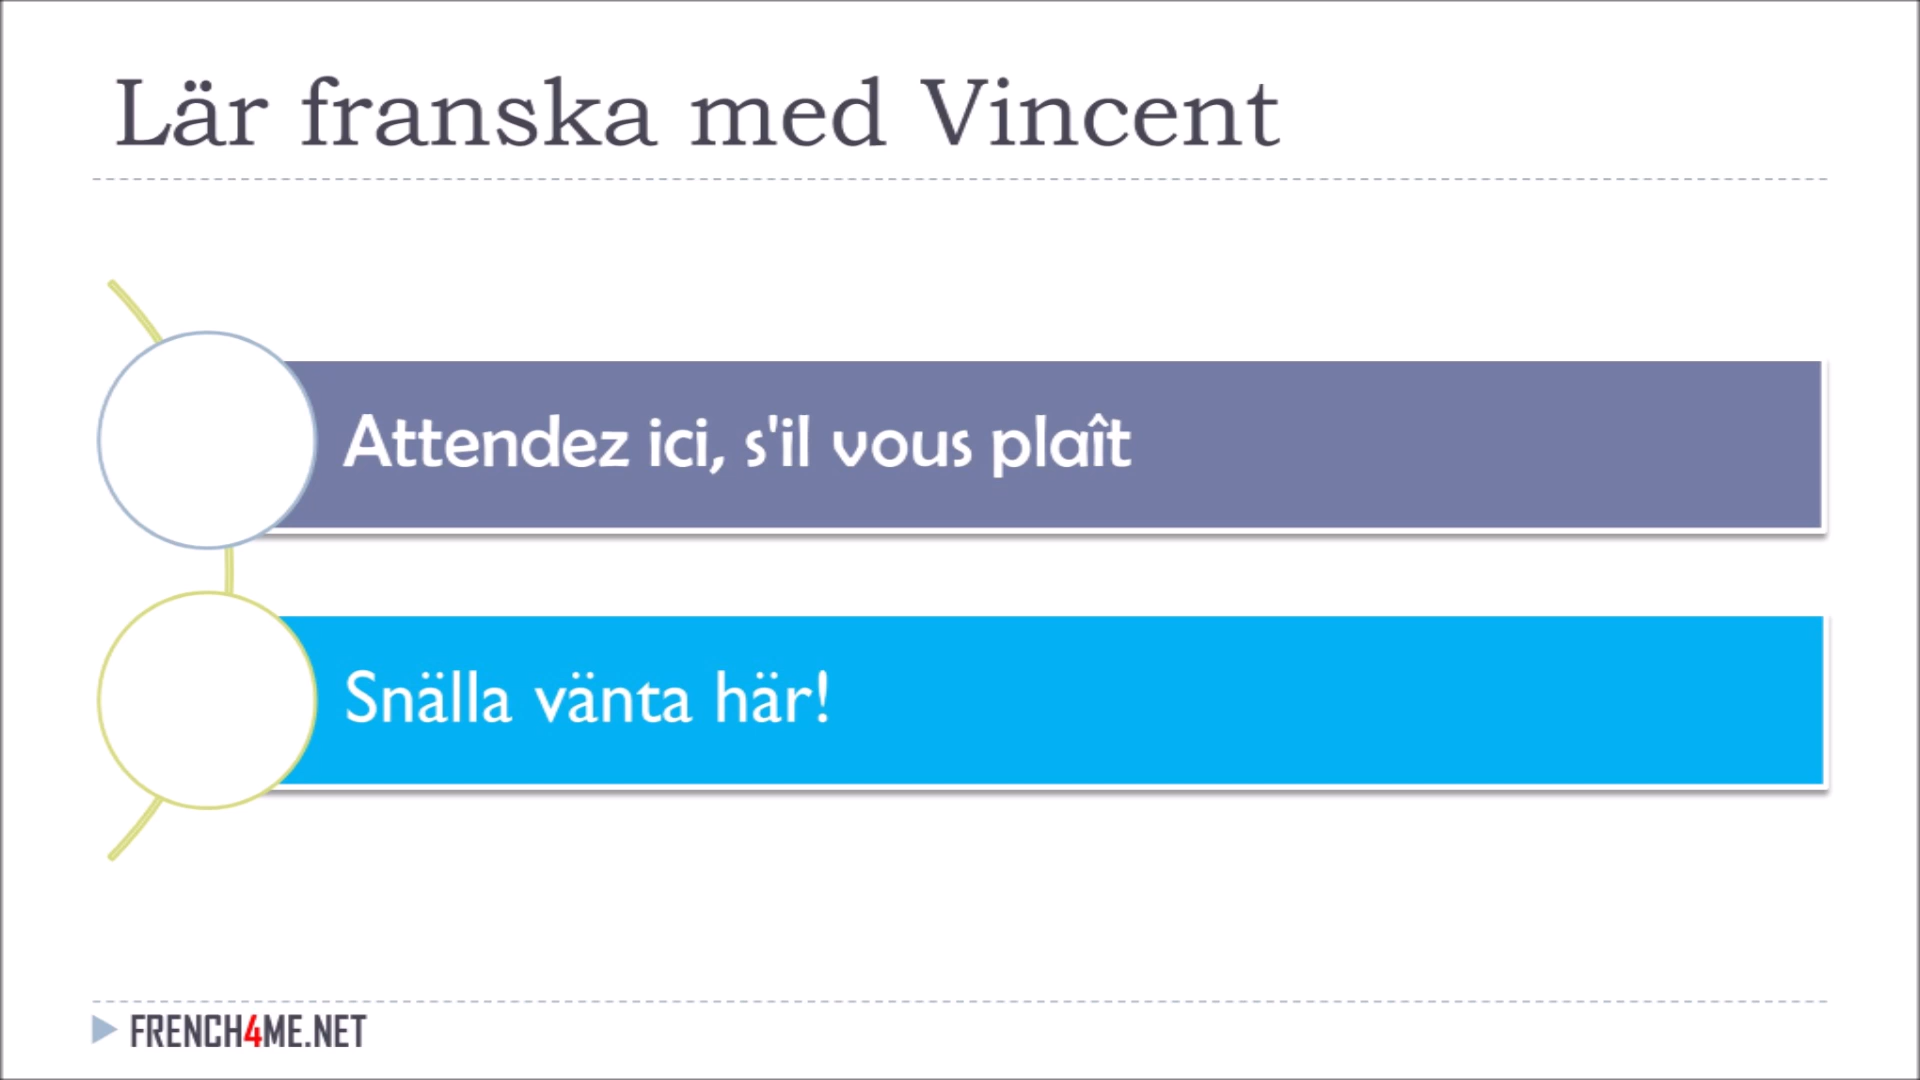 Lär franska med Vincent
Attendez ici, s'il vous plaît
Snälla vänta här!
FRENCH4ME.NET